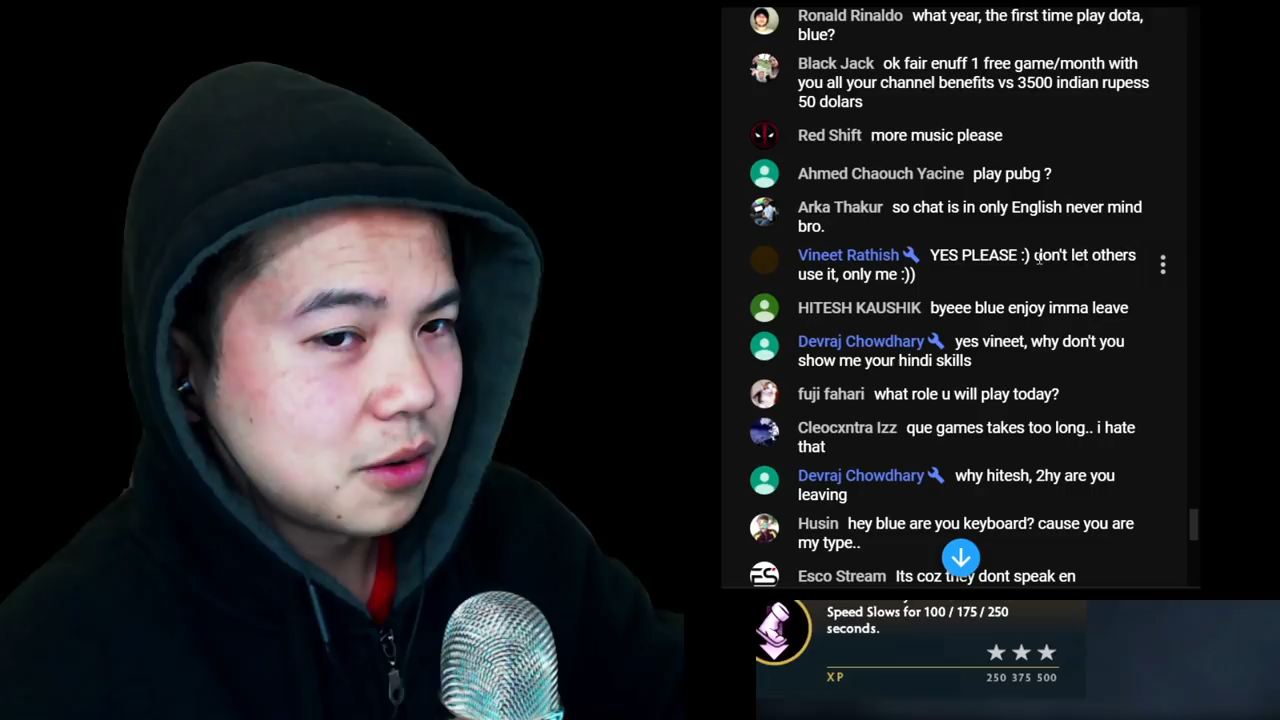 Ronald Rinaldo what year, the first time play dota,
blue?
Black Jack ok fair enuff 1 free game/month with
you all your channel benefits vs 3500 indian rupess
50 dolars
Red Shift more music please
Ahmed Chaouch Yacine play pubg ?
Arka Thakur so chat is in only English never mind
bro.
Vineet Rathish YES PLEASE :) don't let others
use it, only me :))
HITESH KAUSHIK byeee blue enjoy imma leave
Devraj Chowdhary yes vineet, why don't you
show me your hindi skills
fuji fahari what role u will play today?
Cleocxntra Izz que games takes too long.. i hate
that
Devraj Chowdhary why hitesh, 2hy are you
leaving
Husin hey blue are you keyboard? cause you are
my type..
Esco Stream Its coz they dont speak en
Speed Slows for 100 / 175 / 250
seconds.
XP 250 375 500